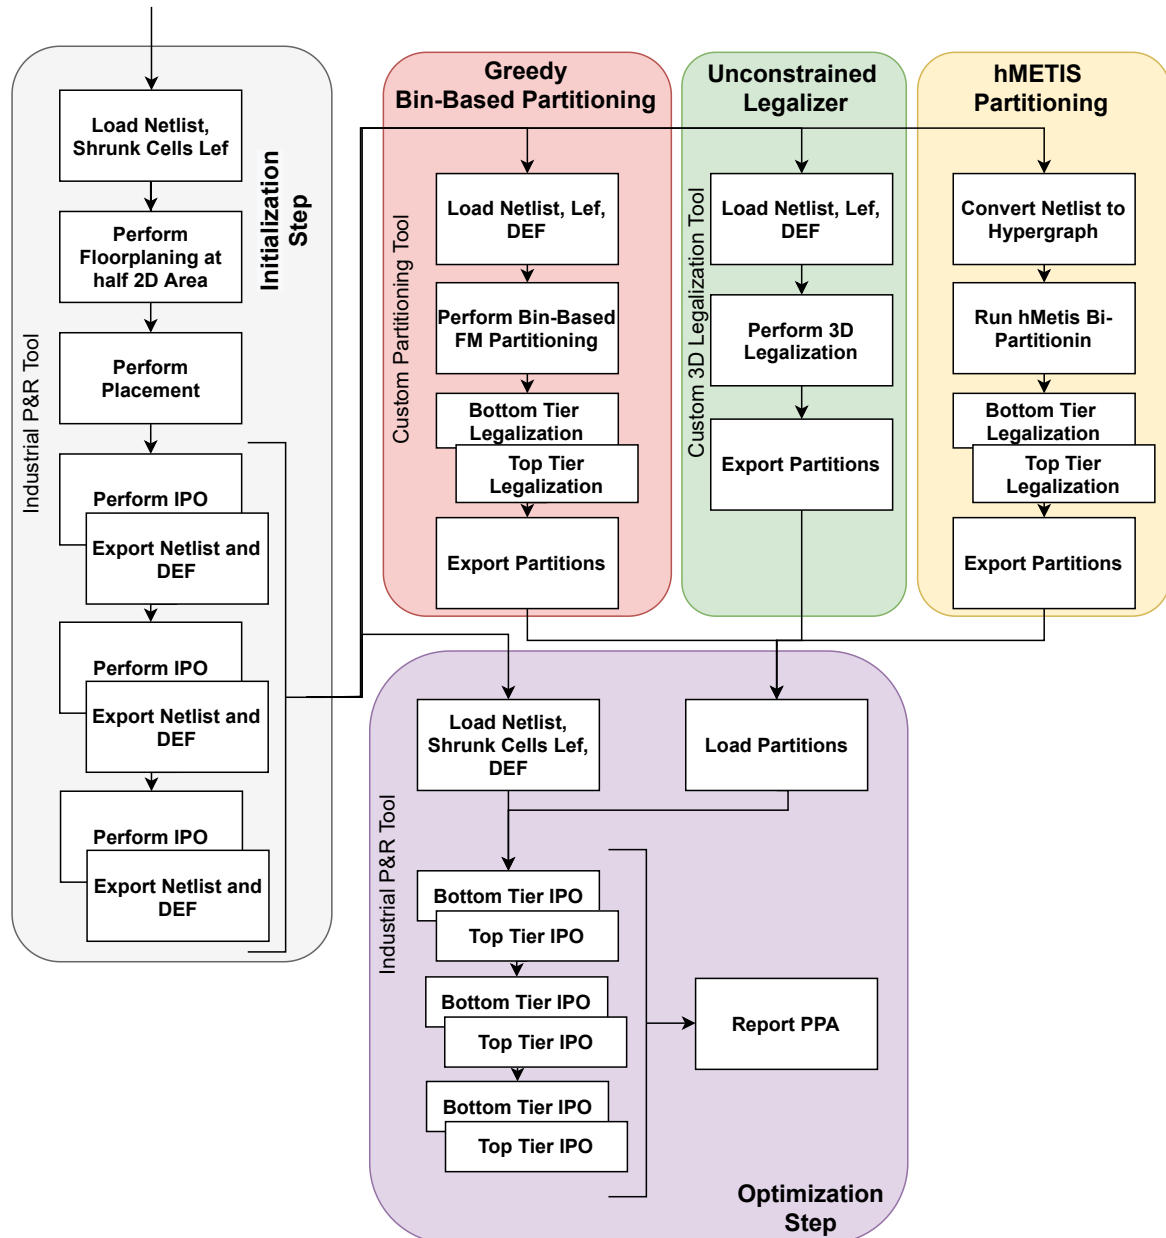 Load Netlist,
Shrunk Cells Lef
Perform
Floorplaning at
half 2D Area
Perform
Placement
Perform IPO
Export Netlist and
DEF
Perform IPO
Export Netlist and
DEF
Perform IPO
Export Netlist and
DEF
Initialization
Step
Industrial P&R Tool
Greedy
Bin-Based Partitioning
Custom Partitioning Tool
Load Netlist, Lef,
DEF
Perform Bin-Based
FM Partitioning
Bottom Tier
Legalization
Top Tier
Legalization
Export Partitions
Unconstrained
Legalizer
Custom 3D Legalization Tool
Load Netlist, Lef,
DEF
Perform 3D
Legalization
Export Partitions
hMETIS
Partitioning
Convert Netlist to
Hypergraph
Run hMetis Bi-
Partitionin
Bottom Tier
Legalization
Top Tier
Legalization
Export Partitions
Load Netlist,
Shrunk Cells Lef,
DEF
Load Partitions
Industrial P&R Tool
Bottom Tier IPO
Top Tier IPO
Bottom Tier IPO
Top Tier IPO
Bottom Tier IPO
Top Tier IPO
Report PPA
Optimization
Step